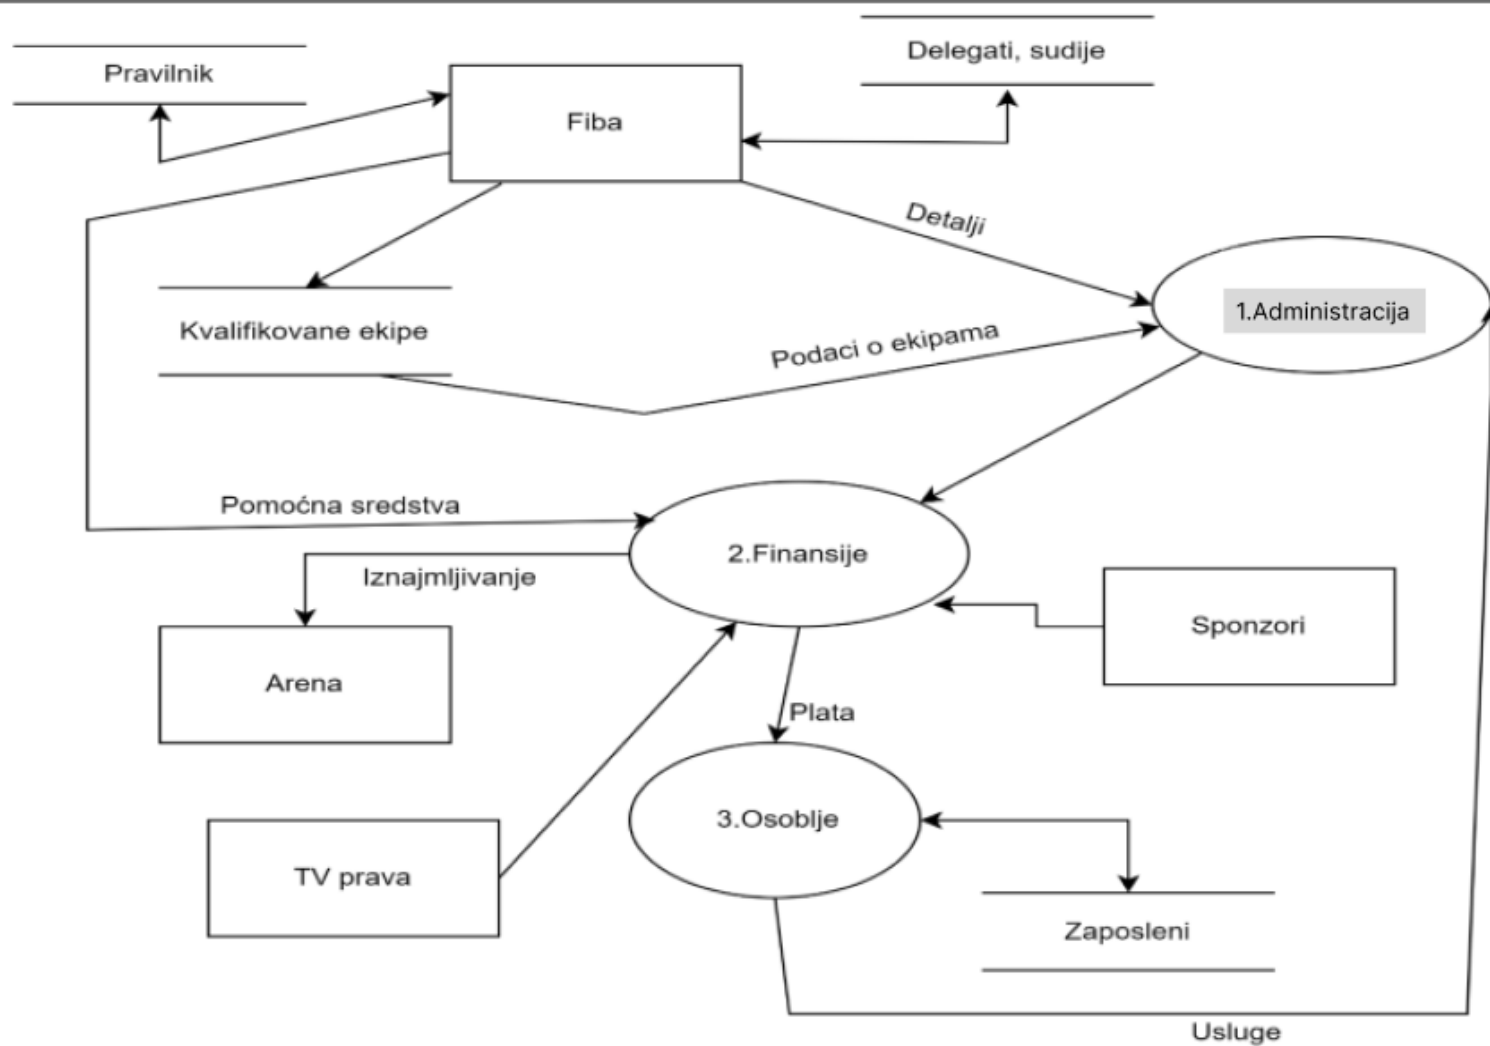 Delegati, sudije
Pravilnik
Fiba
Detalji
1.Administracija
Kvalifikovane ekipe
Podaci o ekipama
Pomoćna sredstva
2.Finansije
Iznajmljivanje
Sponzori
Arena
Plata
3.Osoblje
TV prava
Zaposleni
Usluge